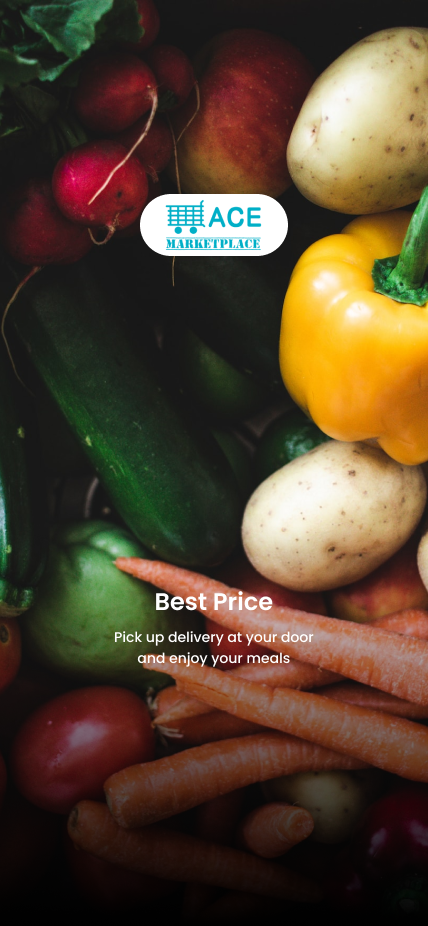 ACE
MARKETPLACE
Best Price
Pick up delivery at your door
and enjoy your meals